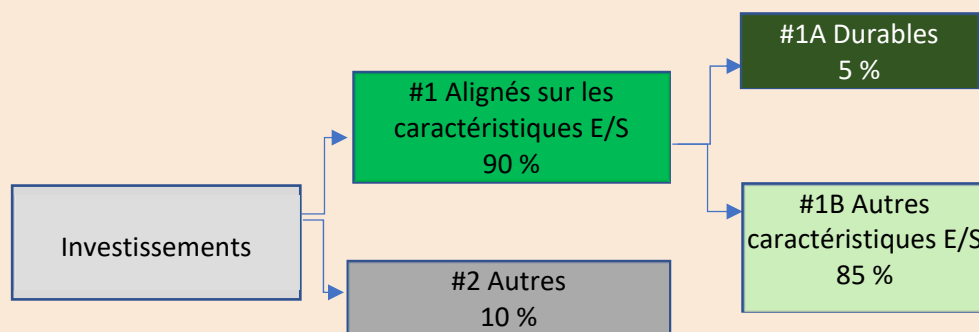 #1A Durables
5 %
#1 Alignés sur les
caractéristiques E/S
90 %
#1B Autres
caractéristiques E/S
85 %
Investissements
#2 Autres
10 %